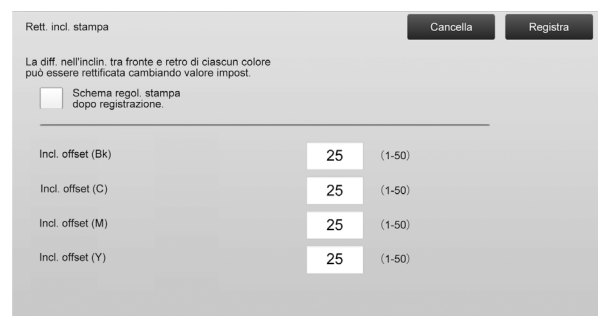 Rett. incl. stampa
Cancella
Registra
La diff. nell'inclin. tra fronte e retro di ciascun colore
può essere rettificata cambiando valore impost.
Schema regol. stampa
dopo registrazione.
Incl. offset (Bk) 25 (1-50)
Incl. offset (C) 25 (1-50)
Incl. offset (M) 25 (1-50)
Incl. offset (Y) 25 (1-50)